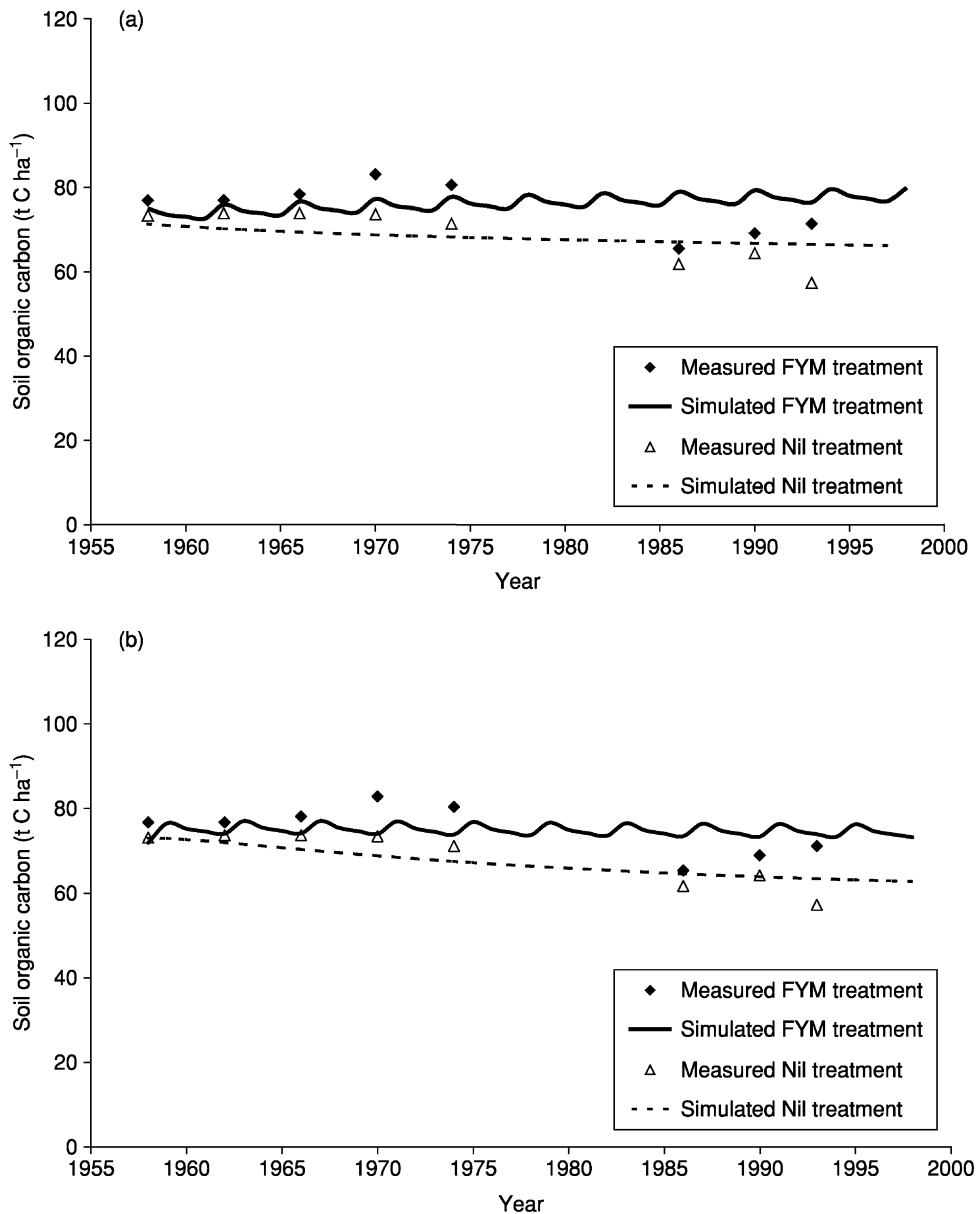 (a)
Soil organic carbon (t C ha⁻¹)
120
100
80
60
40
20
0
1955 1960 1965 1970 1975 1980 1985 1990 1995 2000
Year
Measured FYM treatment
Simulated FYM treatment
Measured Nil treatment
Simulated Nil treatment
(b)
Soil organic carbon (t C ha⁻¹)
120
100
80
60
40
20
0
1955 1960 1965 1970 1975 1980 1985 1990 1995 2000
Year
Measured FYM treatment
Simulated FYM treatment
Measured Nil treatment
Simulated Nil treatment